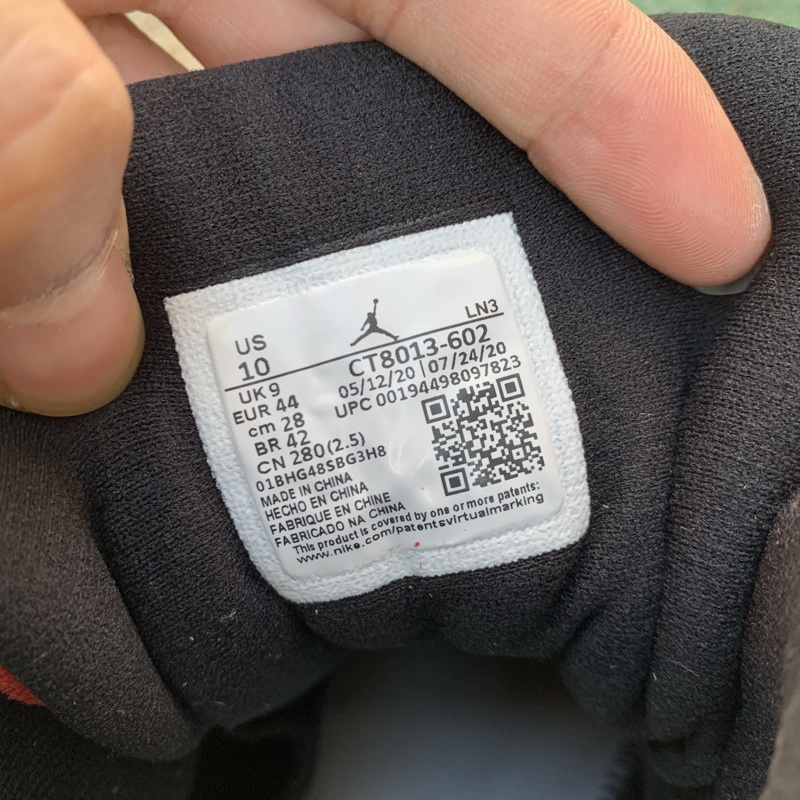 LN3
US
10
CT8013-602
05/12/20 | 07/24/20
UPC 00194498097823
UK 9
EUR 44
cm 28
BR 42
CN 280 (2.5)
01BHG48SBG3H8
MADE IN CHINA
HECHO EN CHINA
FABRIQUE EN CHINE
FABRICADO NA CHINA
This product is covered by one or more patents:
www.nike.com/patentsvirtualmarking